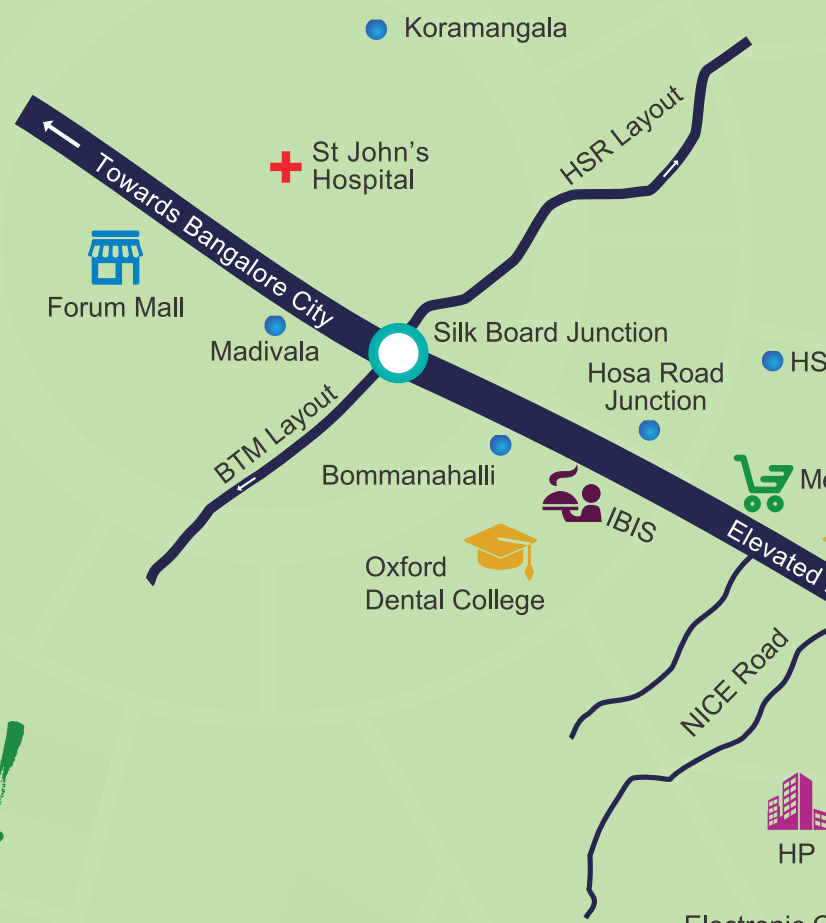 Koramangala
HSR Layout
St John's
Hospital
Towards Bangalore City
Forum Mall
Madivala
Silk Board Junction
Hosa Road
Junction
BTM Layout
Bommanahalli
IBIS
Elevated
Oxford
Dental College
NICE Road
HP